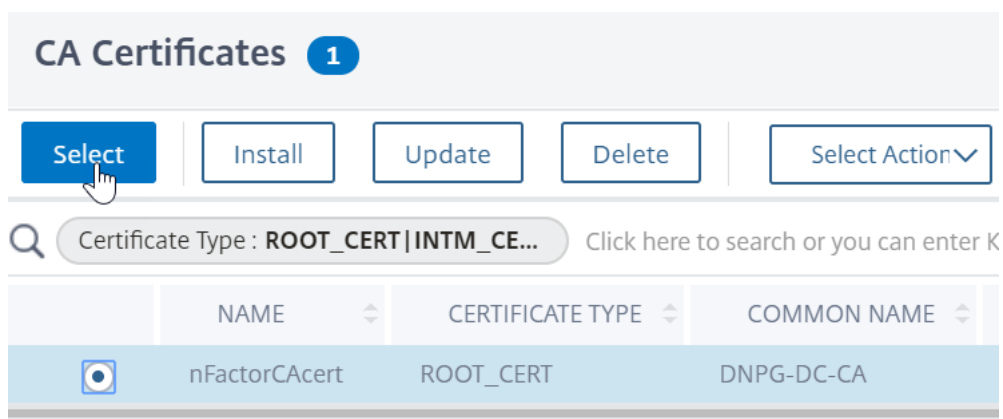 CA Certificates 1
Select Install Update Delete Select Action
Certificate Type : ROOT_CERT|INTM_CE... Click here to search or you can enter K
NAME CERTIFICATE TYPE COMMON NAME
nFactorCAcert ROOT_CERT DNPG-DC-CA